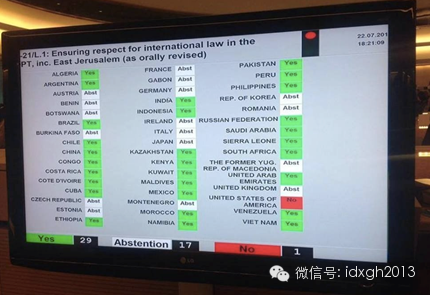 -21/L.1: Ensuring respect for international law in the
PT, inc. East Jerusalem (as orally revised)
22.07.201
18:21:09
ALGERIA Yes
ARGENTINA Yes
AUSTRIA Abst
BENIN Abst
BOTSWANA Abst
BRAZIL Yes
BURKINA FASO Abst
CHILE Yes
CHINA Yes
CONGO Yes
COSTA RICA Yes
COTE D'IVOIRE Yes
CUBA Yes
CZECH REPUBLIC Abst
ESTONIA Abst
ETHIOPIA Yes
FRANCE Abst
GABON Abst
GERMANY Abst
INDIA Yes
INDONESIA Yes
IRELAND Abst
ITALY Abst
JAPAN Abst
KAZAKHSTAN Yes
KENYA Yes
KUWAIT Yes
MALDIVES Yes
MEXICO Yes
MONTENEGRO Abst
MOROCCO Yes
NAMIBIA Yes
PAKISTAN Yes
PERU Yes
PHILIPPINES Yes
REP. OF KOREA Abst
ROMANIA Abst
RUSSIAN FEDERATION Yes
SAUDI ARABIA Yes
SIERRA LEONE Yes
SOUTH AFRICA Yes
THE FORMER YUG.
REP. OF MACEDONIA Abst
UNITED ARAB
EMIRATES Yes
UNITED KINGDOM Abst
UNITED STATES OF
AMERICA No
VENEZUELA Yes
VIET NAM Yes
Yes 29 Abstention 17 No 1
LG
微信号: idxgh2013